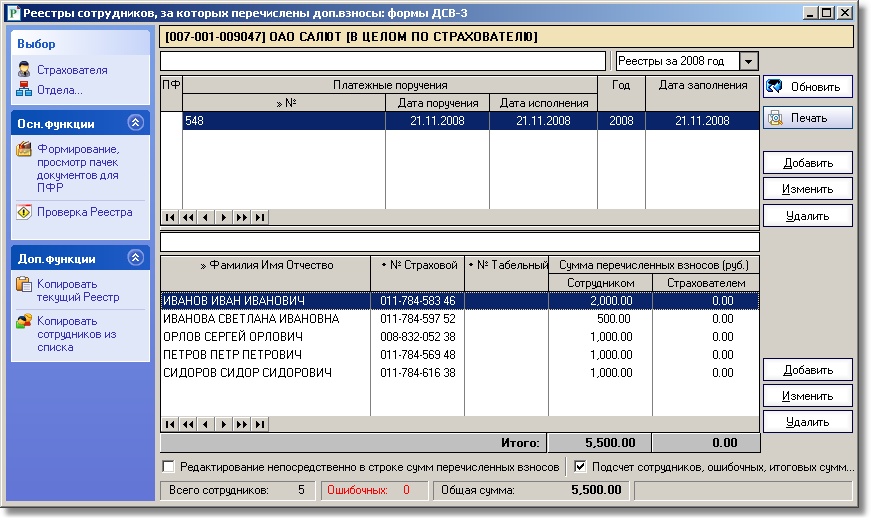 Реестры сотрудников, за которых перечислены доп.взносы: формы ДСВ-3
Выбор
Страхователя
Отдела...
Осн.функции
Формирование,
просмотр пачек
документов для
ПФР
Проверка Реестра
Доп.функции
Копировать
текущий Реестр
Копировать
сотрудников из
списка
[007-001-009047] ОАО САЛЮТ [В ЦЕЛОМ ПО СТРАХОВАТЕЛЮ]
Реестры за 2008 год
ПФ Платежные поручения Год Дата заполнения
» № Дата поручения Дата исполнения
548 21.11.2008 21.11.2008 2008 21.11.2008
Обновить
Печать
Добавить
Изменить
Удалить
» Фамилия Имя Отчество • № Страховой • № Табельный Сумма перечисленных взносов (руб.)
Сотрудником Страхователем
ИВАНОВ ИВАН ИВАНОВИЧ 011-784-583 46 2,000.00 0.00
ИВАНОВА СВЕТЛАНА ИВАНОВНА 011-784-597 52 500.00 0.00
ОРЛОВ СЕРГЕЙ ОРЛОВИЧ 008-832-052 38 1,000.00 0.00
ПЕТРОВ ПЕТР ПЕТРОВИЧ 011-784-569 48 1,000.00 0.00
СИДОРОВ СИДОР СИДОРОВИЧ 011-784-616 38 1,000.00 0.00
Итого: 5,500.00 0.00
Добавить
Изменить
Удалить
Редактирование непосредственно в строке сумм перечисленных взносов Подсчет сотрудников, ошибочных, итоговых сумм...
Всего сотрудников: 5 Ошибочных: 0 Общая сумма: 5,500.00